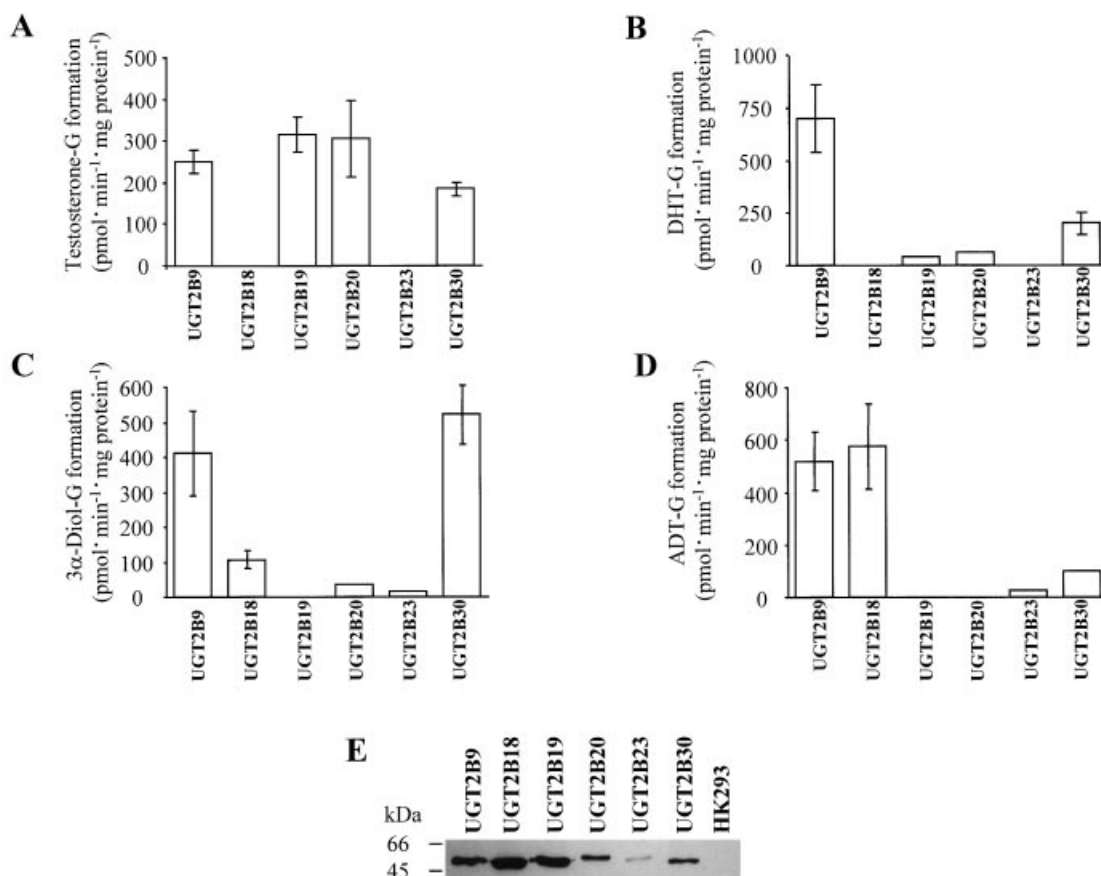 A
Testosterone-G formation
(pmol· min⁻¹· mg protein⁻¹)
500
400
300
200
100
0
UGT2B9
UGT2B18
UGT2B19
UGT2B20
UGT2B23
UGT2B30
B
DHT-G formation
(pmol· min⁻¹· mg protein⁻¹)
1000
750
500
250
0
UGT2B9
UGT2B18
UGT2B19
UGT2B20
UGT2B23
UGT2B30
C
3α-Diol-G formation
(pmol· min⁻¹· mg protein⁻¹)
600
500
400
300
200
100
0
UGT2B9
UGT2B18
UGT2B19
UGT2B20
UGT2B23
UGT2B30
D
ADT-G formation
(pmol· min⁻¹· mg protein⁻¹)
800
600
400
200
0
UGT2B9
UGT2B18
UGT2B19
UGT2B20
UGT2B23
UGT2B30
E
UGT2B9
UGT2B18
UGT2B19
UGT2B20
UGT2B23
UGT2B30
HK293
kDa
66
45